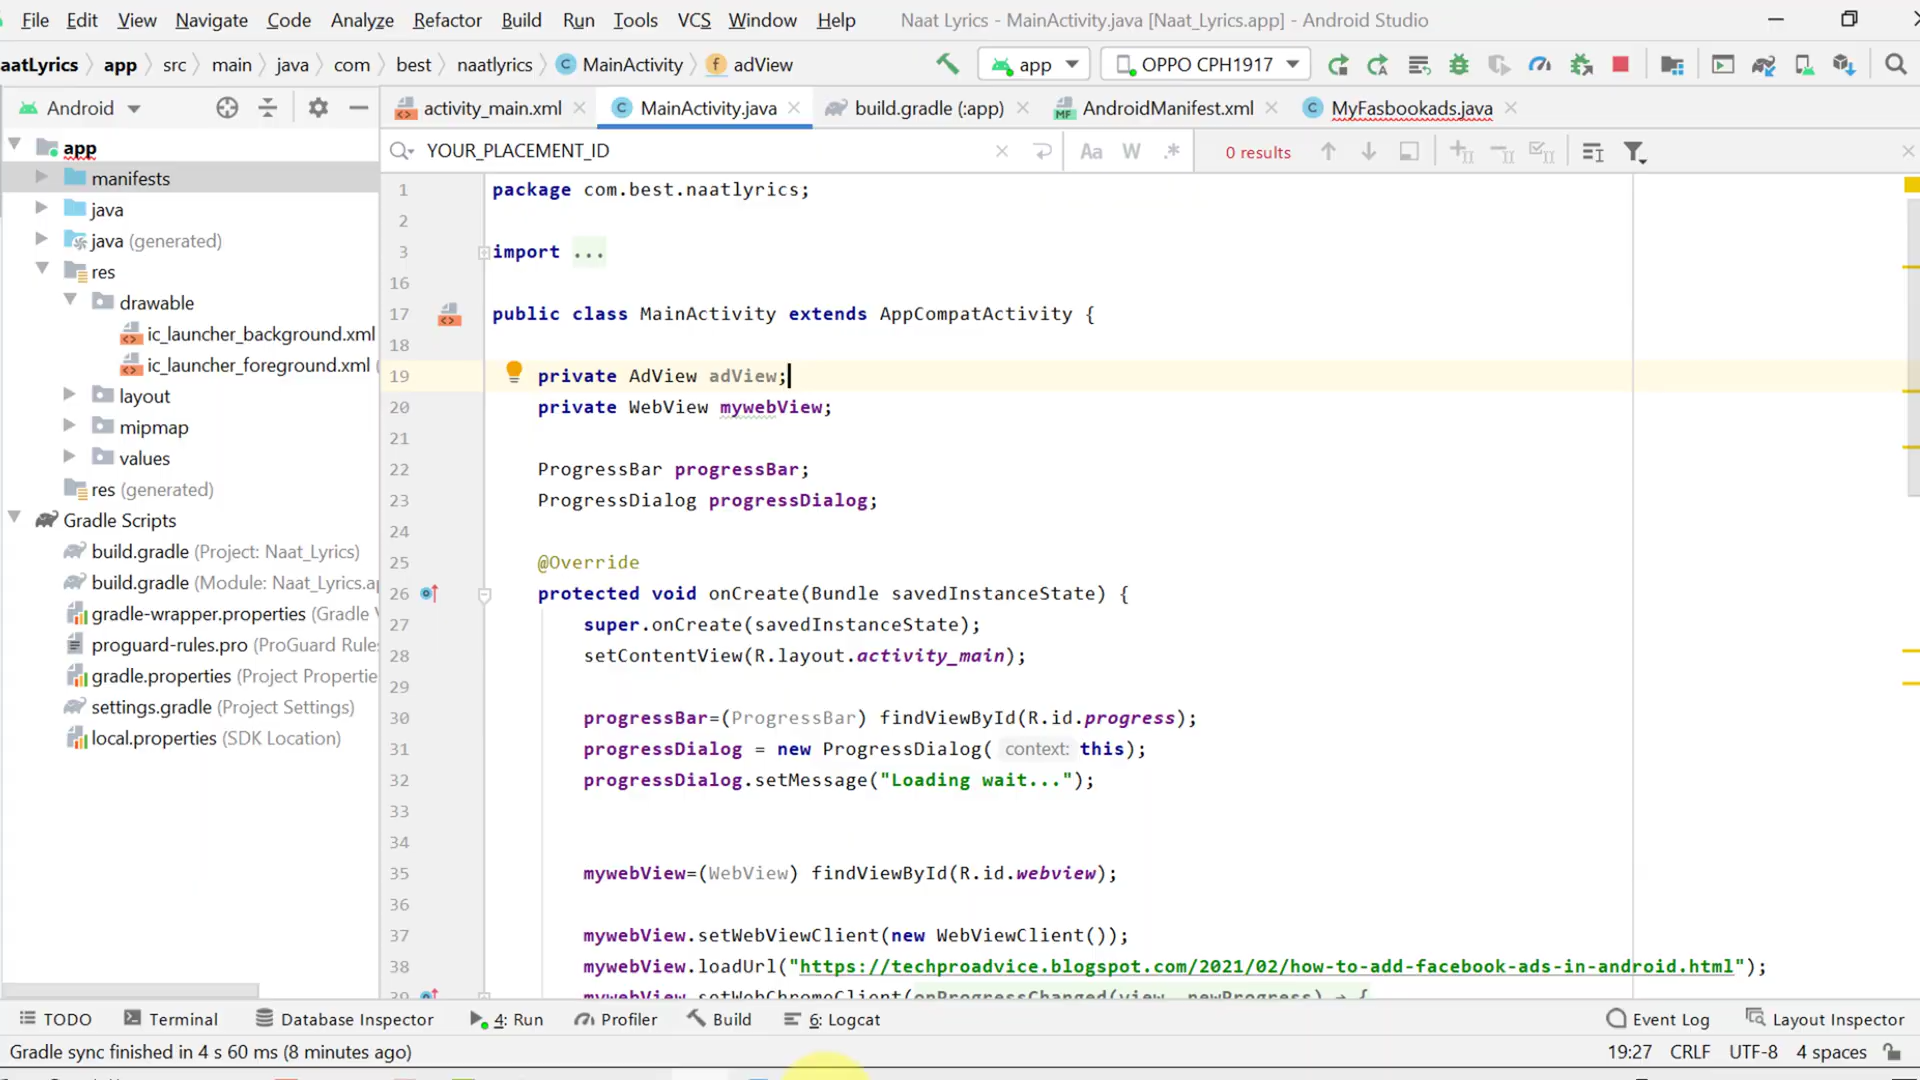 File Edit View Navigate Code Analyze Refactor Build Run Tools VCS Window Help Naat Lyrics - MainActivity.java [Naat_Lyrics.app] - Android Studio
aatLyrics app src main java com best naatlyrics MainActivity adView app OPPO CPH1917
Android activity_main.xml MainActivity.java build.gradle (:app) AndroidManifest.xml MyFasbookads.java
YOUR_PLACEMENT_ID Aa W .* 0 results
app
manifests
java
java (generated)
res
drawable
ic_launcher_background.xml
ic_launcher_foreground.xml (
layout
mipmap
values
res (generated)
Gradle Scripts
build.gradle (Project: Naat_Lyrics)
build.gradle (Module: Naat_Lyrics.ap
gradle-wrapper.properties (Gradle V
proguard-rules.pro (ProGuard Rules
gradle.properties (Project Propertie
settings.gradle (Project Settings)
local.properties (SDK Location)
1 package com.best.naatlyrics;
2
3 import ...
16
17 public class MainActivity extends AppCompatActivity {
18
19 private AdView adView;
20 private WebView mywebView;
21
22 ProgressBar progressBar;
23 ProgressDialog progressDialog;
24
25 @Override
26 protected void onCreate(Bundle savedInstanceState) {
27 super.onCreate(savedInstanceState);
28 setContentView(R.layout.activity_main);
29
30 progressBar=(ProgressBar) findViewById(R.id.progress);
31 progressDialog = new ProgressDialog( context: this);
32 progressDialog.setMessage("Loading wait...");
33
34
35 mywebView=(WebView) findViewById(R.id.webview);
36
37 mywebView.setWebViewClient(new WebViewClient());
38 mywebView.loadUrl("https://techproadvice.blogspot.com/2021/02/how-to-add-facebook-ads-in-android.html");
39 mywebView.setWebChromeClient(onProgressChanged(view, newProgress) → {
TODO Terminal Database Inspector 4: Run Profiler Build 6: Logcat Event Log Layout Inspector
Gradle sync finished in 4 s 60 ms (8 minutes ago) 19:27 CRLF UTF-8 4 spaces